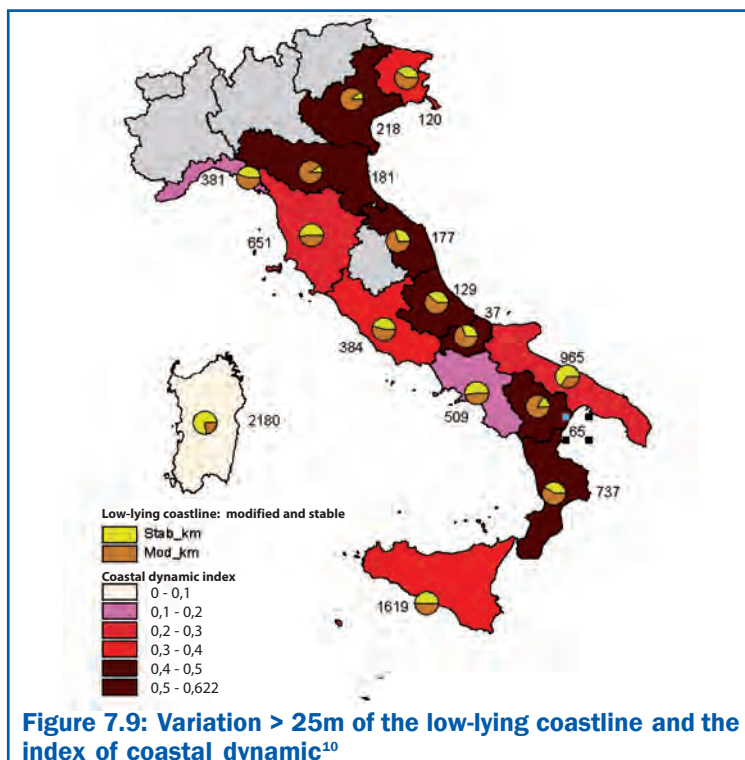 120
218
381
181
651
177
129
37
384
965
509
65
2180
737
1619
Low-lying coastline: modified and stable
Stab_km
Mod_km
Coastal dynamic index
0 - 0,1
0,1 - 0,2
0,2 - 0,3
0,3 - 0,4
0,4 - 0,5
0,5 - 0,622
Figure 7.9: Variation > 25m of the low-lying coastline and the
index of coastal dynamic¹⁰